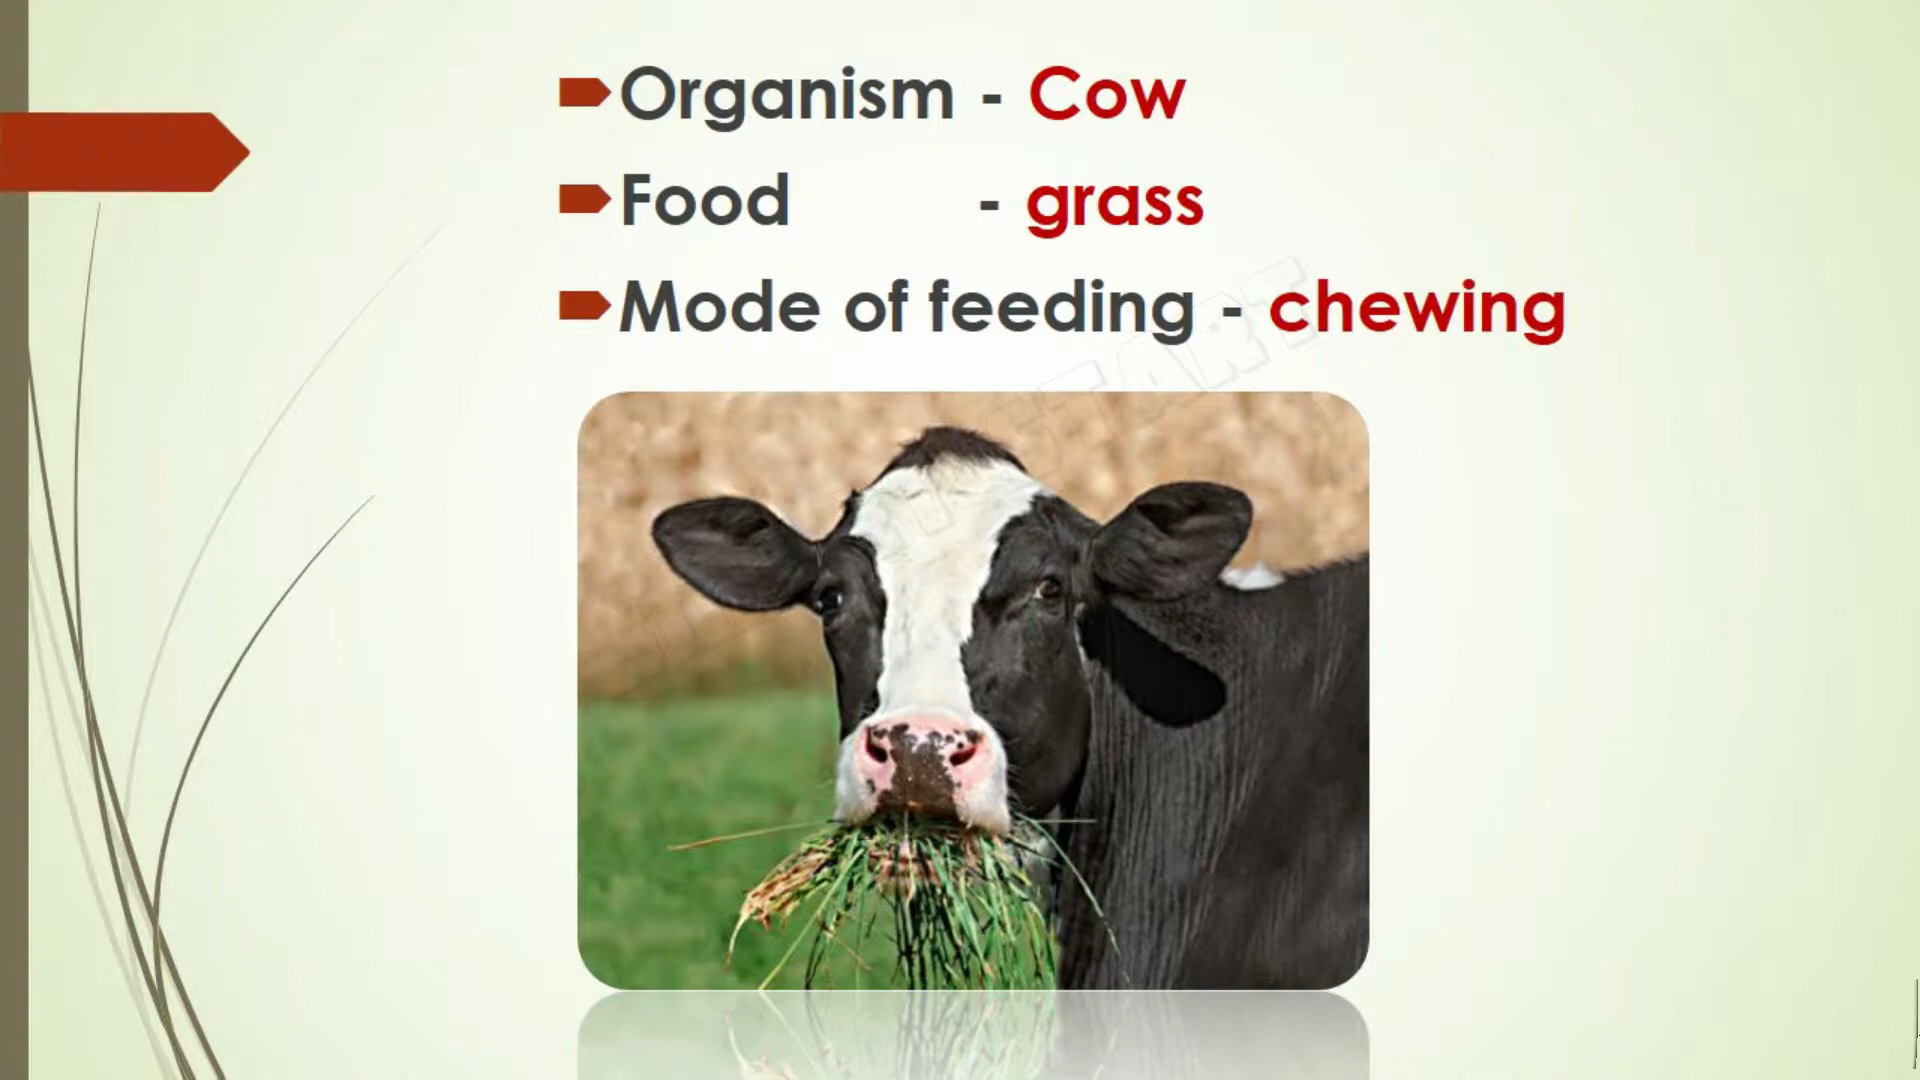 Organism - Cow
Food - grass
Mode of feeding - chewing